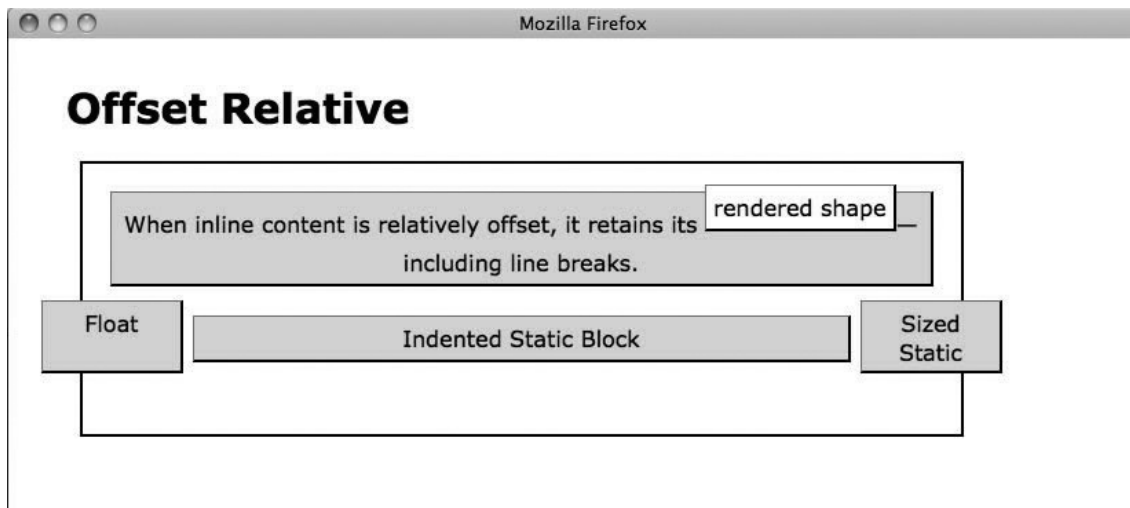 Mozilla Firefox
Offset Relative
When inline content is relatively offset, it retains its rendered shape —
including line breaks.
Float
Indented Static Block
Sized
Static